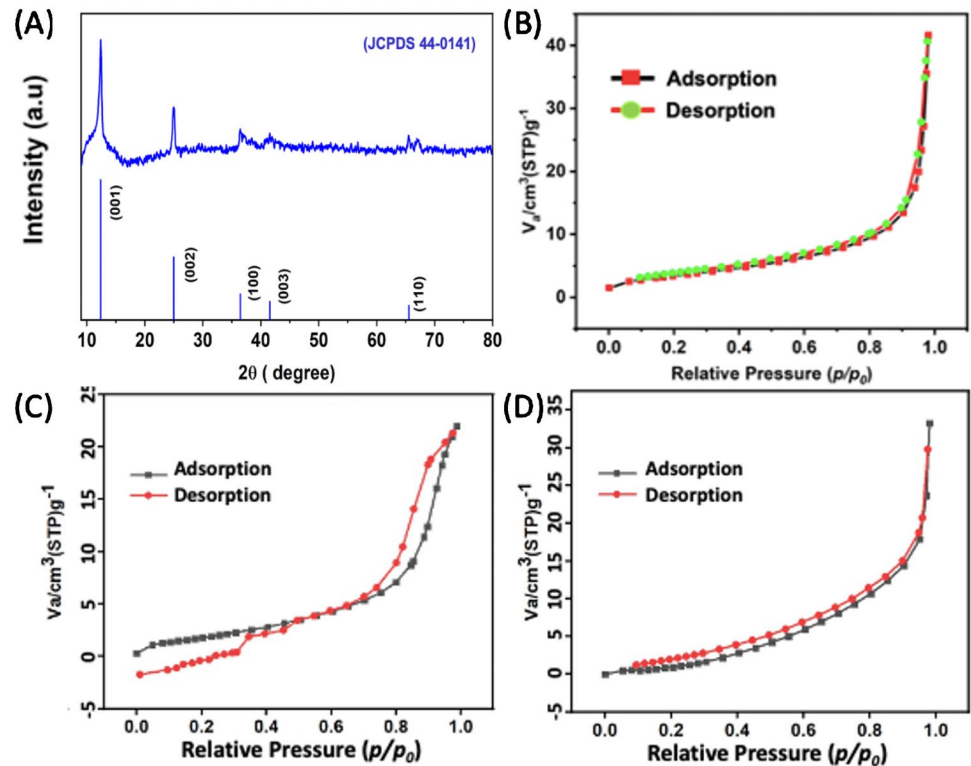 (A)
(JCPDS 44-0141)
Intensity (a.u)
(001)
(002)
(100)
(003)
(110)
10 20 30 40 50 60 70 80
2θ ( degree)
(B)
40
30
20
10
0
Adsorption
Desorption
Vₐ/cm³(STP)g⁻¹
0.0 0.2 0.4 0.6 0.8 1.0
Relative Pressure (p/p₀)
(C)
25
20
15
10
5
0
-5
Adsorption
Desorption
Va/cm³(STP)g⁻¹
0.0 0.2 0.4 0.6 0.8 1.0
Relative Pressure (p/p₀)
(D)
35
30
25
20
15
10
5
0
-5
Adsorption
Desorption
Va/cm³(STP)g⁻¹
0.0 0.2 0.4 0.6 0.8 1.0
Relative Pressure (p/p₀)